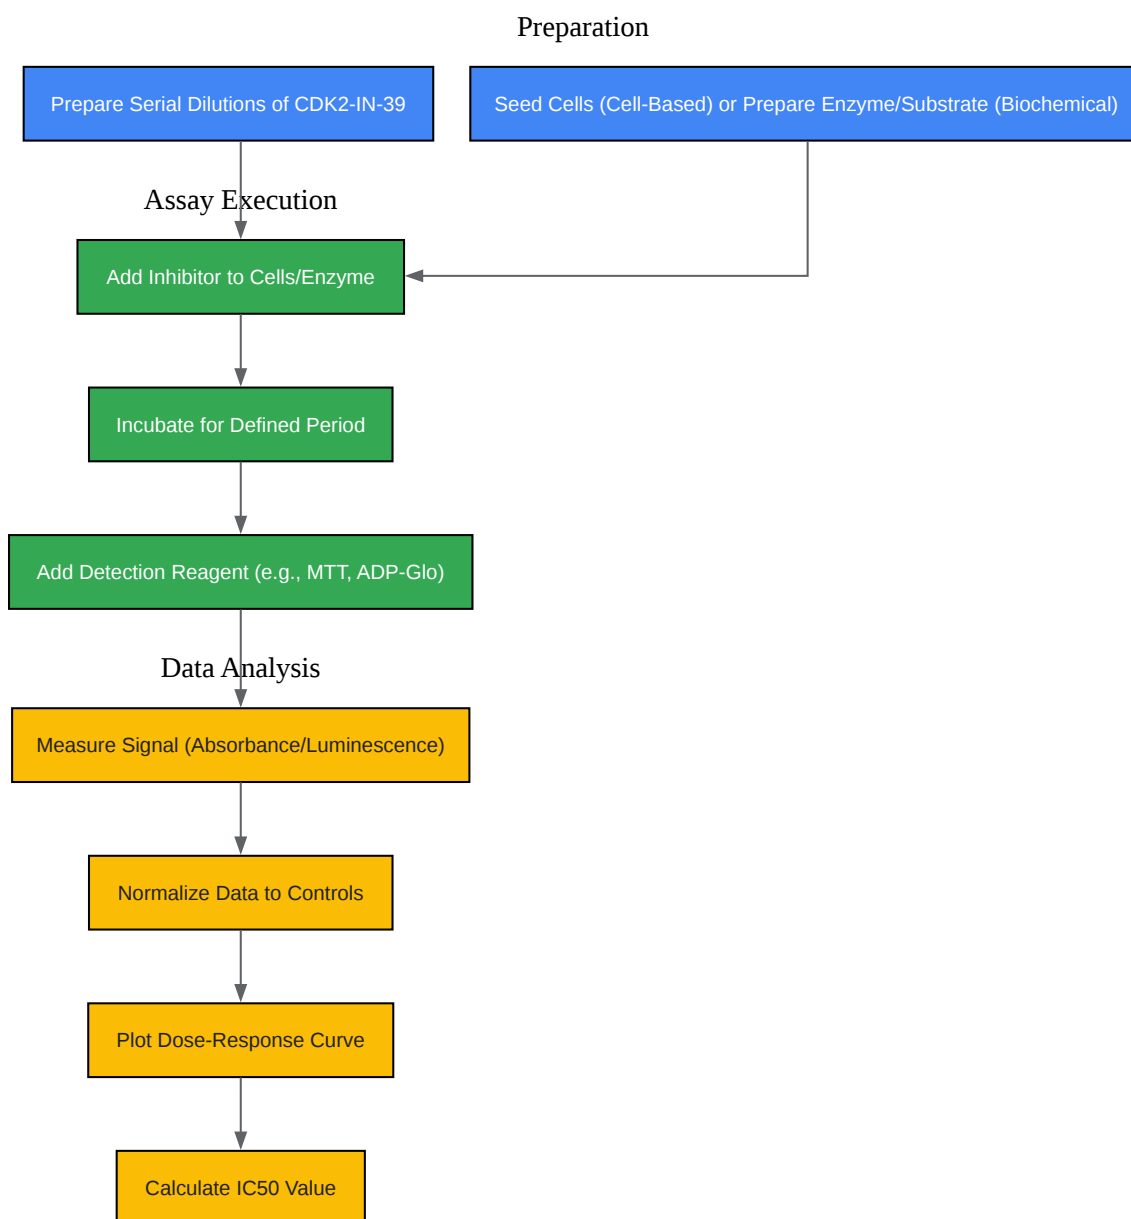 Preparation
Prepare Serial Dilutions of CDK2-IN-39
Seed Cells (Cell-Based) or Prepare Enzyme/Substrate (Biochemical)
Assay Execution
Add Inhibitor to Cells/Enzyme
Incubate for Defined Period
Add Detection Reagent (e.g., MTT, ADP-Glo)
Data Analysis
Measure Signal (Absorbance/Luminescence)
Normalize Data to Controls
Plot Dose-Response Curve
Calculate IC50 Value